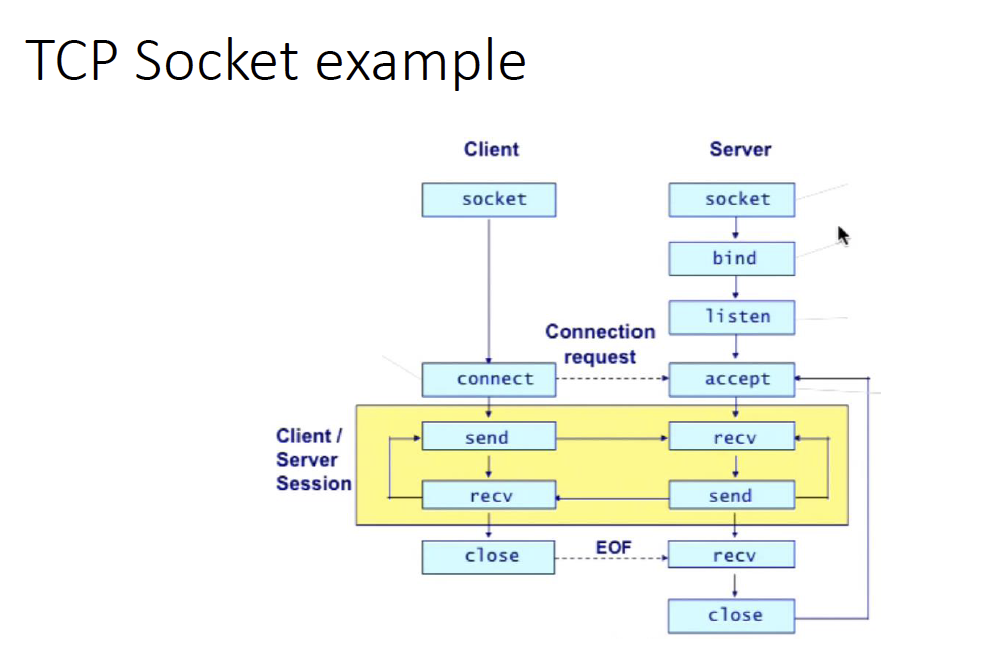 TCP Socket example
Client
Server
socket
socket
bind
listen
Connection
request
connect
accept
Client /
Server
Session
send
recv
recv
send
close
EOF
recv
close